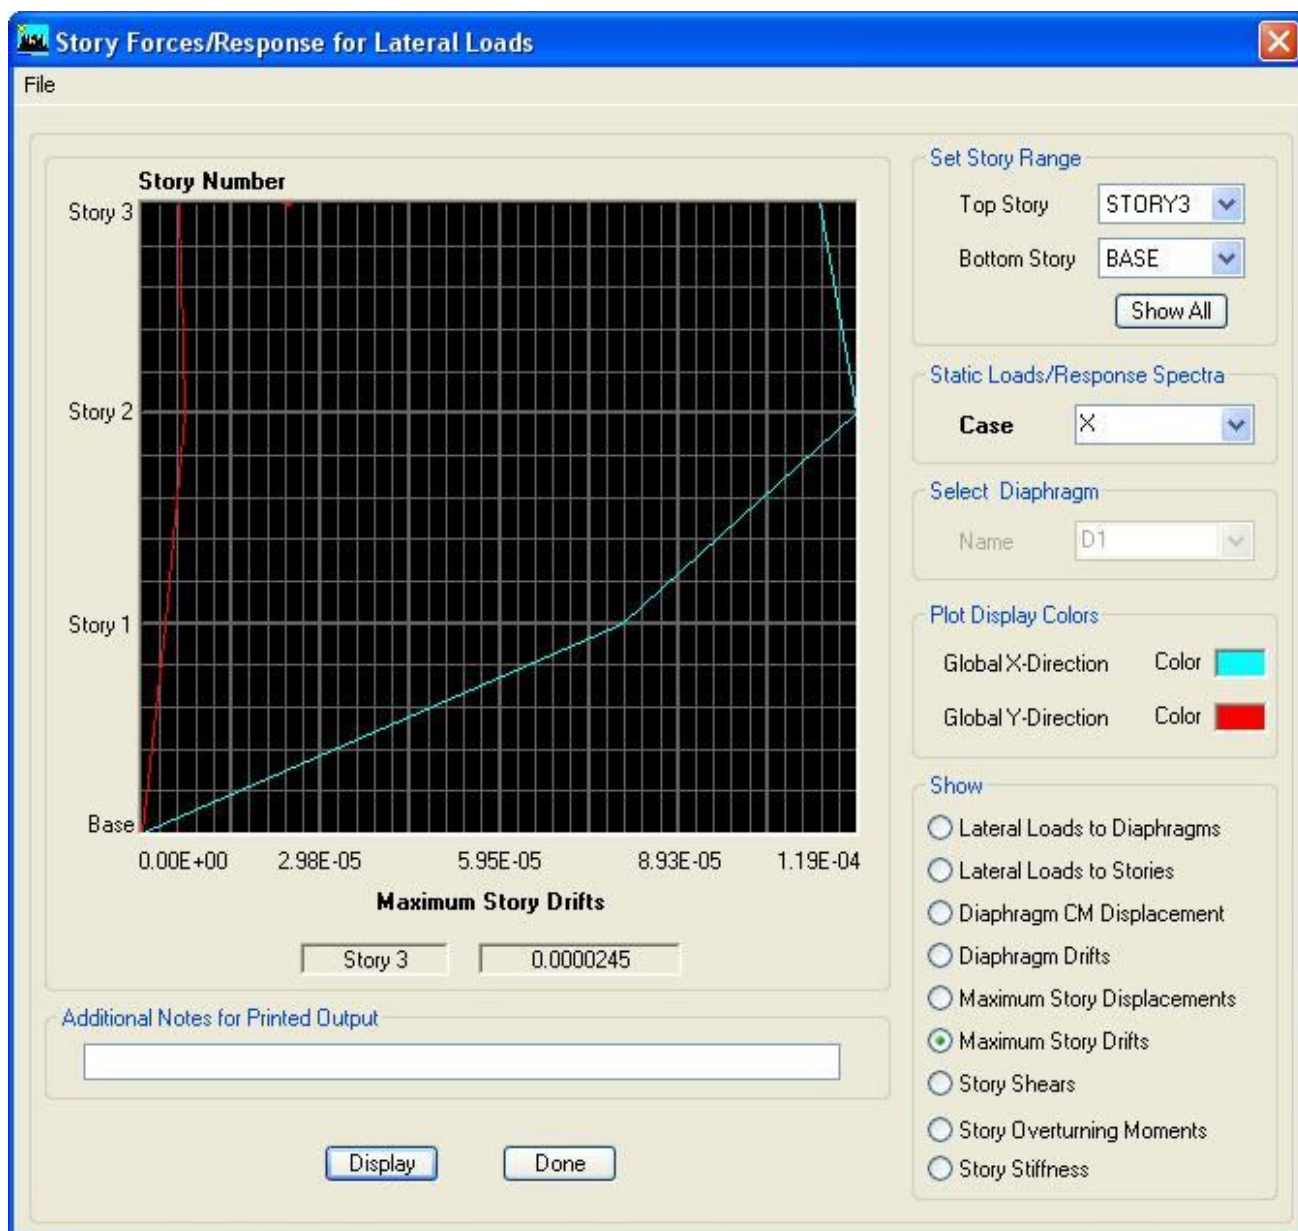 Story Forces/Response for Lateral Loads
File
Story Number
Story 3
Story 2
Story 1
Base
0.00E+00 2.98E-05 5.95E-05 8.93E-05 1.19E-04
Maximum Story Drifts
Story 3 0.0000245
Additional Notes for Printed Output
Display Done
Set Story Range
Top Story STORY3
Bottom Story BASE
Show All
Static Loads/Response Spectra
Case X
Select Diaphragm
Name D1
Plot Display Colors
Global X-Direction Color
Global Y-Direction Color
Show
Lateral Loads to Diaphragms
Lateral Loads to Stories
Diaphragm CM Displacement
Diaphragm Drifts
Maximum Story Displacements
Maximum Story Drifts
Story Shears
Story Overturning Moments
Story Stiffness